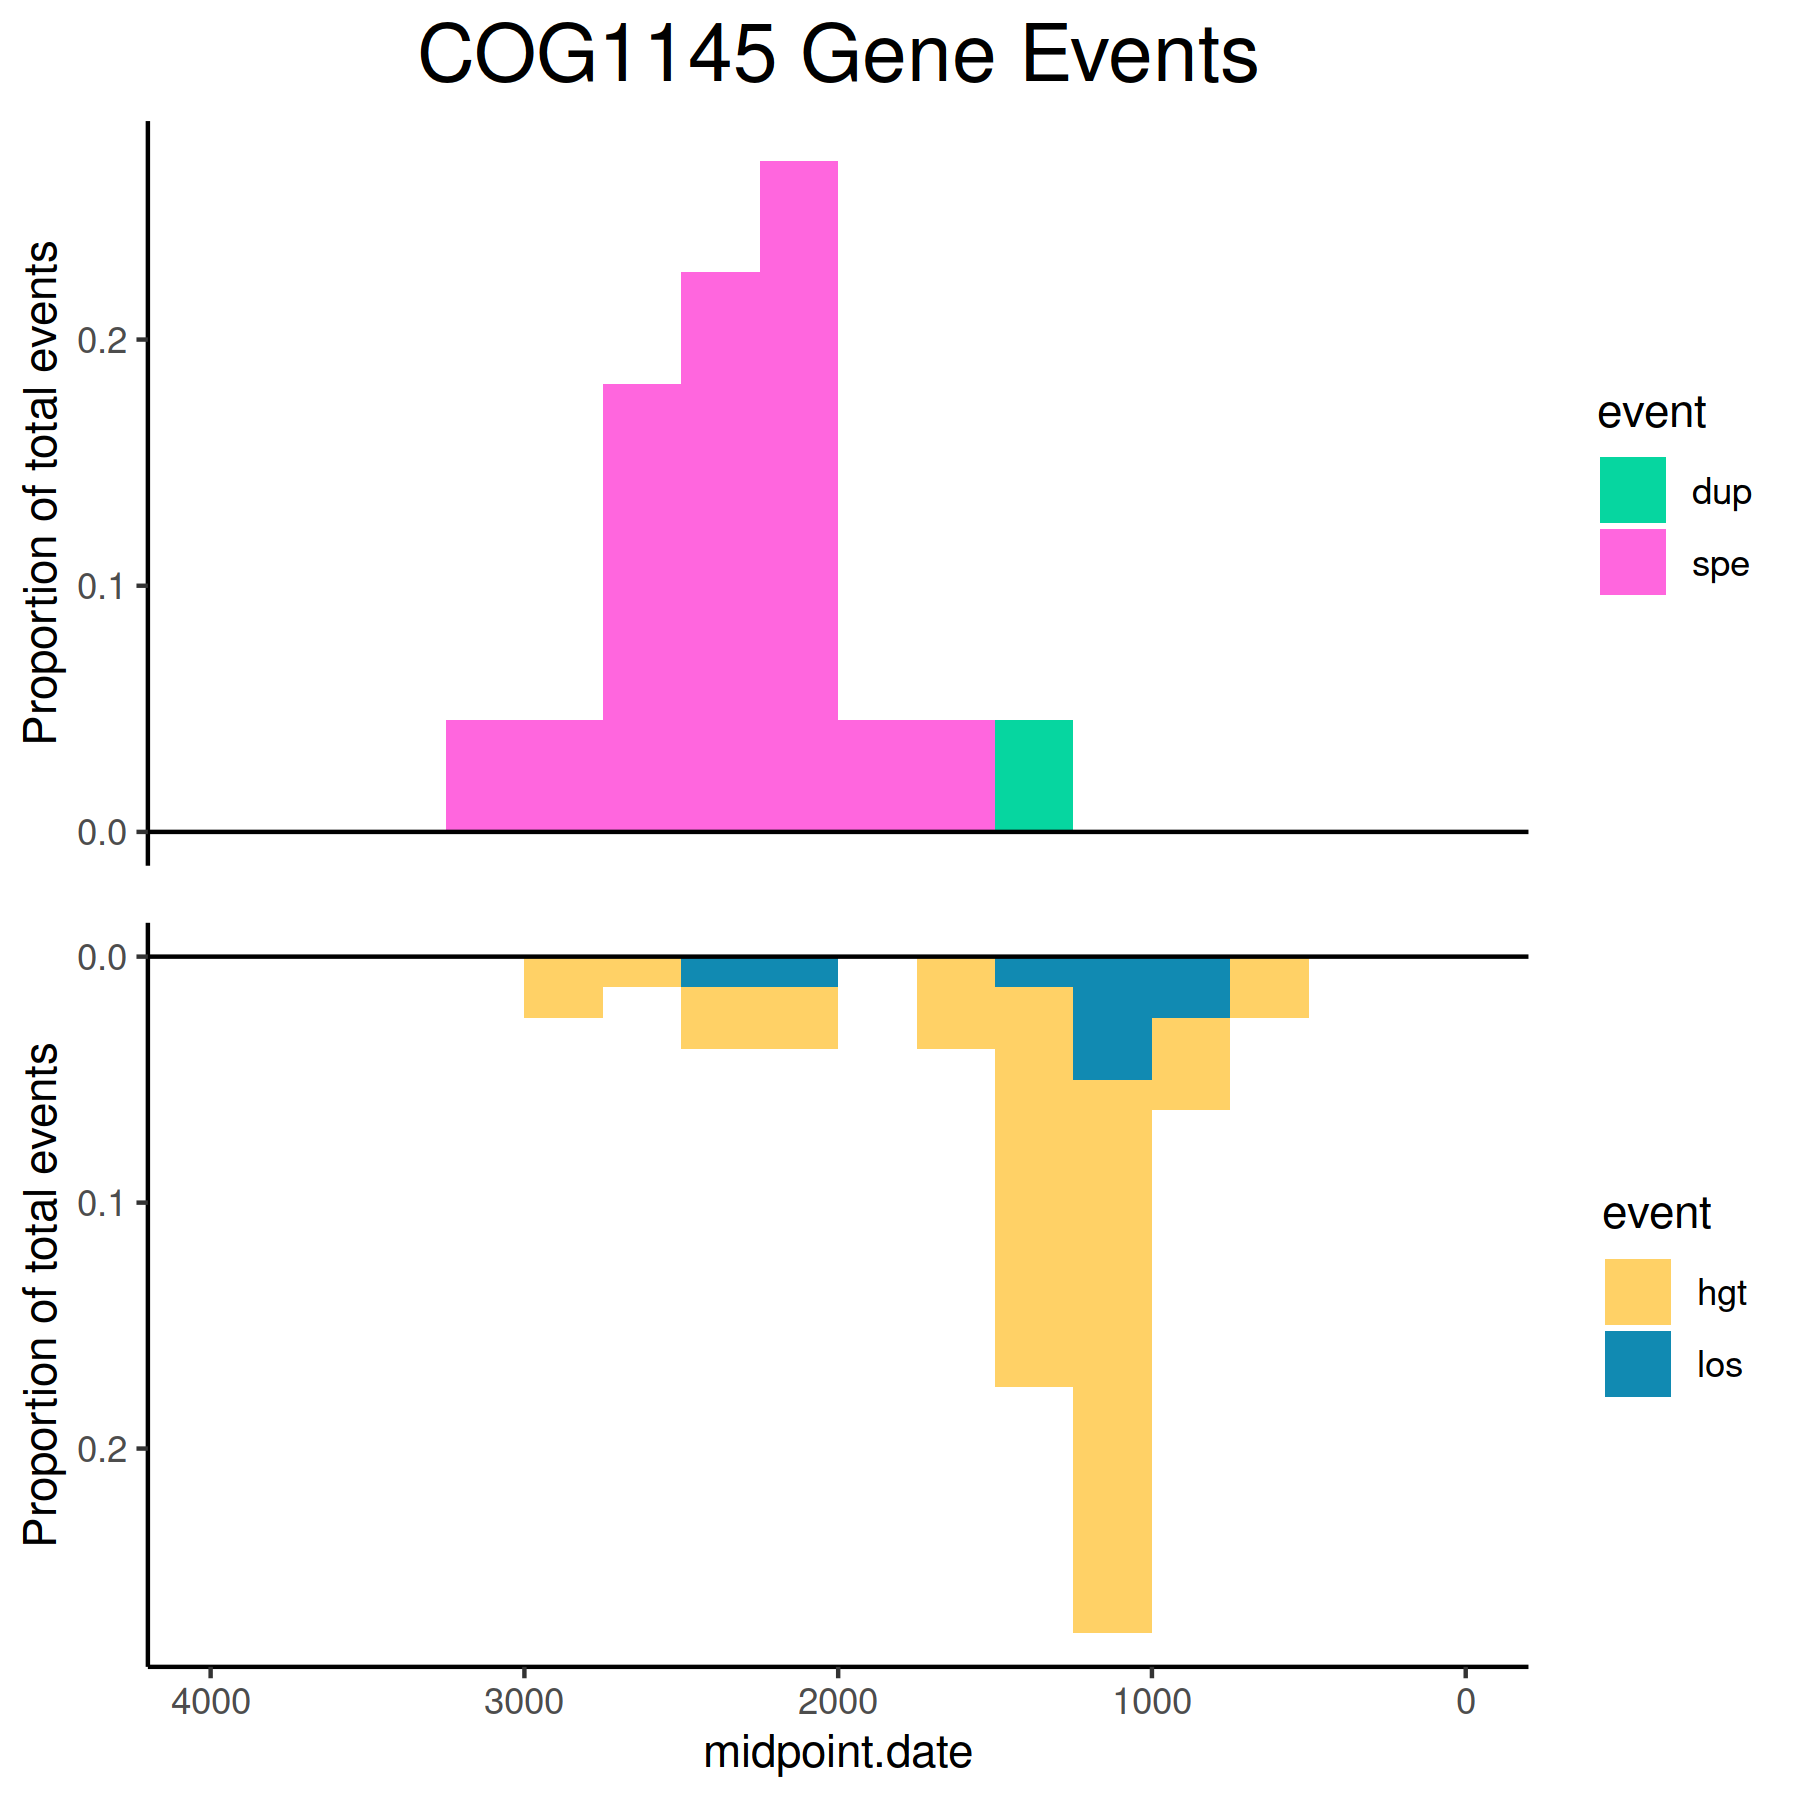 COG1145 Gene Events
Proportion of total events
0.2
0.1
0.0
event
dup
spe
Proportion of total events
0.0
0.1
0.2
event
hgt
los
4000 3000 2000 1000 0
midpoint.date